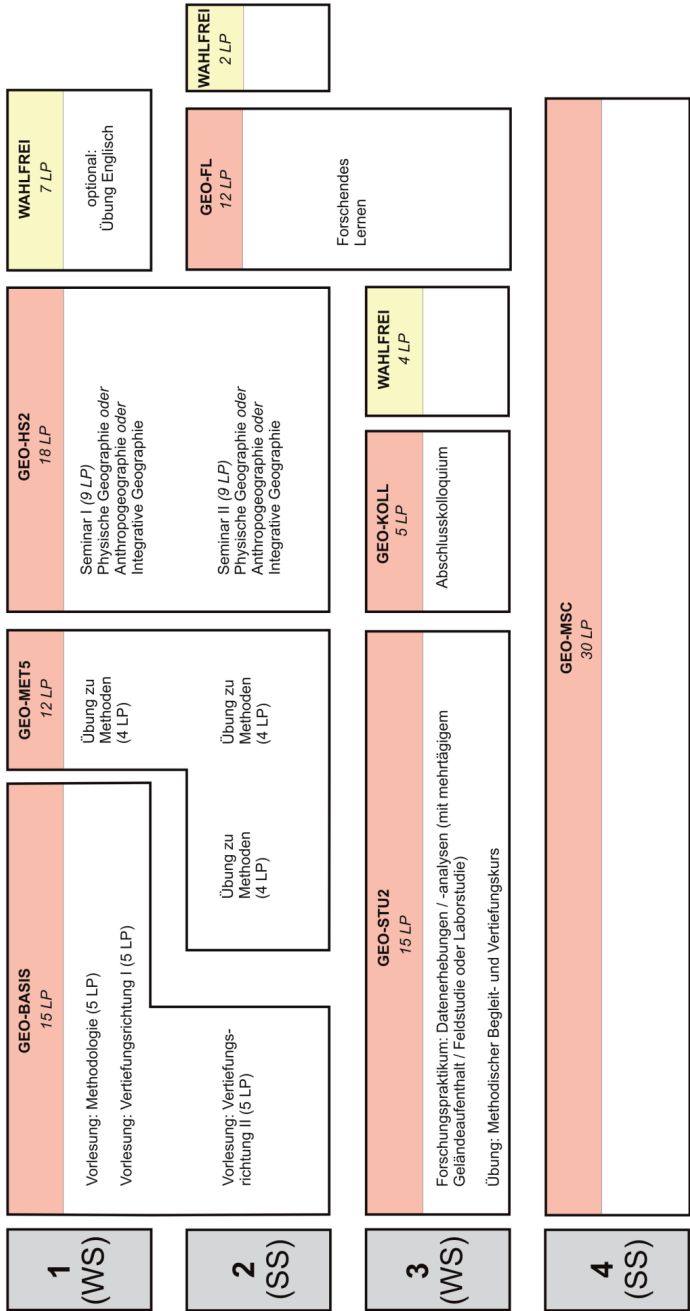 1
(WS)
GEO-BASIS
15 LP
Vorlesung: Methodologie (5 LP)
Vorlesung: Vertiefungsrichtung I (5 LP)
GEO-MET5
12 LP
Übung zu
Methoden
(4 LP)
GEO-HS2
18 LP
Seminar I (9 LP)
Physische Geographie oder
Anthropogeographie oder
Integrative Geographie
WAHLFREI
7 LP
optional:
Übung Englisch
2
(SS)
Vorlesung: Vertiefungs-
richtung II (5 LP)
Übung zu
Methoden
(4 LP)
Übung zu
Methoden
(4 LP)
Seminar II (9 LP)
Physische Geographie oder
Anthropogeographie oder
Integrative Geographie
GEO-FL
12 LP
Forschendes
Lernen
WAHLFREI
2 LP
3
(WS)
GEO-STU2
15 LP
Forschungspraktikum: Datenerhebungen / -analysen (mit mehrtägigem
Geländeaufenthalt / Feldstudie oder Laborstudie)
Übung: Methodischer Begleit- und Vertiefungskurs
GEO-KOLL
5 LP
Abschlusskolloquium
WAHLFREI
4 LP
4
(SS)
GEO-MSC
30 LP